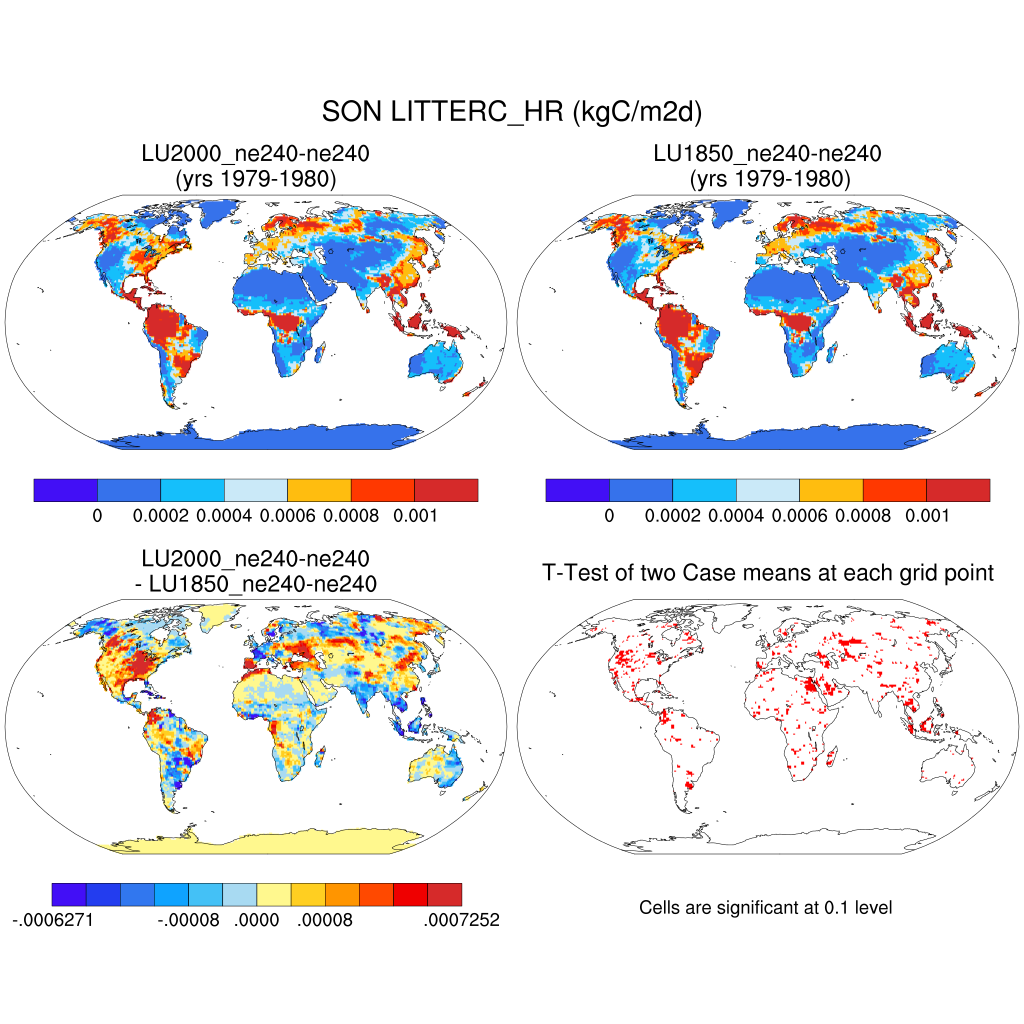 SON LITTERC_HR (kgC/m2d)
LU2000_ne240-ne240
(yrs 1979-1980)
LU1850_ne240-ne240
(yrs 1979-1980)
0 0.0002 0.0004 0.0006 0.0008 0.001
0 0.0002 0.0004 0.0006 0.0008 0.001
LU2000_ne240-ne240
- LU1850_ne240-ne240
T-Test of two Case means at each grid point
-.0006271 -.00008 .0000 .00008 .0007252
Cells are significant at 0.1 level